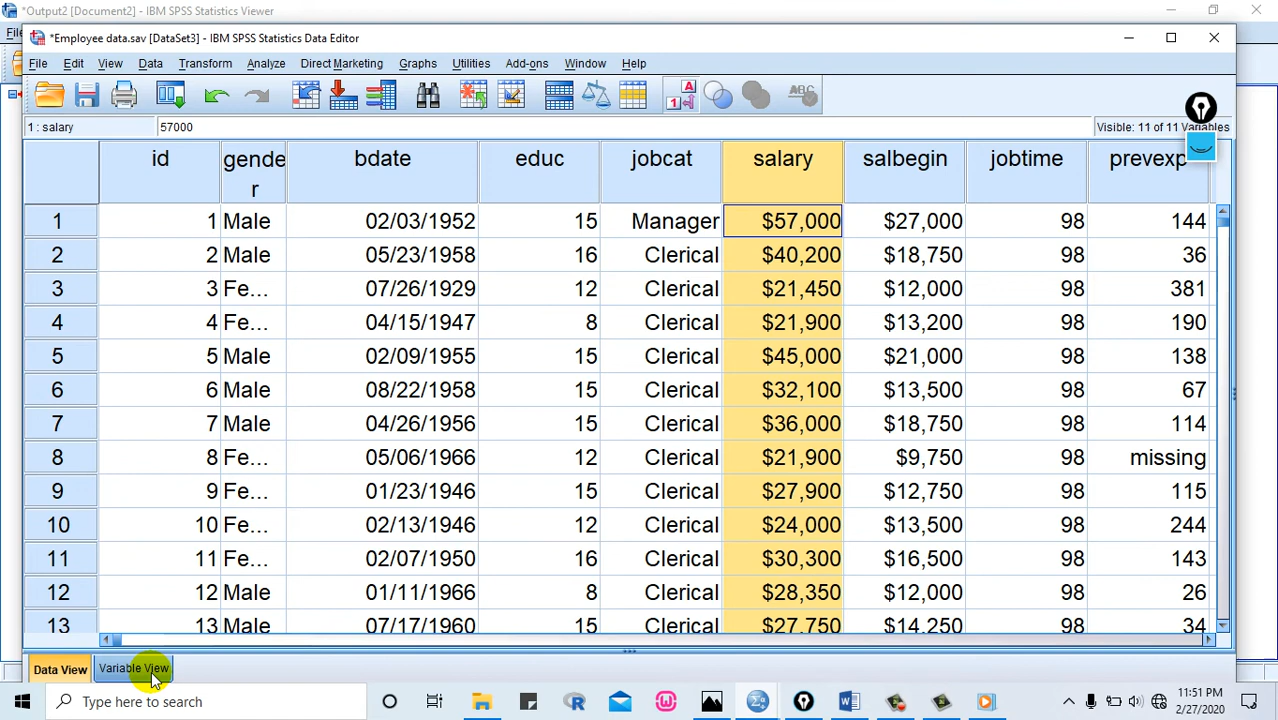 *Output2 [Document2] - IBM SPSS Statistics Viewer
*Employee data.sav [DataSet3] - IBM SPSS Statistics Data Editor
File Edit View Data Transform Analyze Direct Marketing Graphs Utilities Add-ons Window Help
1 : salary 57000 Visible: 11 of 11 Variables
id gender bdate educ jobcat salary salbegin jobtime prevexp
1 1 Male 02/03/1952 15 Manager $57,000 $27,000 98 144
2 2 Male 05/23/1958 16 Clerical $40,200 $18,750 98 36
3 3 Fe... 07/26/1929 12 Clerical $21,450 $12,000 98 381
4 4 Fe... 04/15/1947 8 Clerical $21,900 $13,200 98 190
5 5 Male 02/09/1955 15 Clerical $45,000 $21,000 98 138
6 6 Male 08/22/1958 15 Clerical $32,100 $13,500 98 67
7 7 Male 04/26/1956 15 Clerical $36,000 $18,750 98 114
8 8 Fe... 05/06/1966 12 Clerical $21,900 $9,750 98 missing
9 9 Fe... 01/23/1946 15 Clerical $27,900 $12,750 98 115
10 10 Fe... 02/13/1946 12 Clerical $24,000 $13,500 98 244
11 11 Fe... 02/07/1950 16 Clerical $30,300 $16,500 98 143
12 12 Male 01/11/1966 8 Clerical $28,350 $12,000 98 26
13 13 Male 07/17/1960 15 Clerical $27,750 $14,250 98 34
Data View Variable View
Type here to search
11:51 PM
2/27/2020